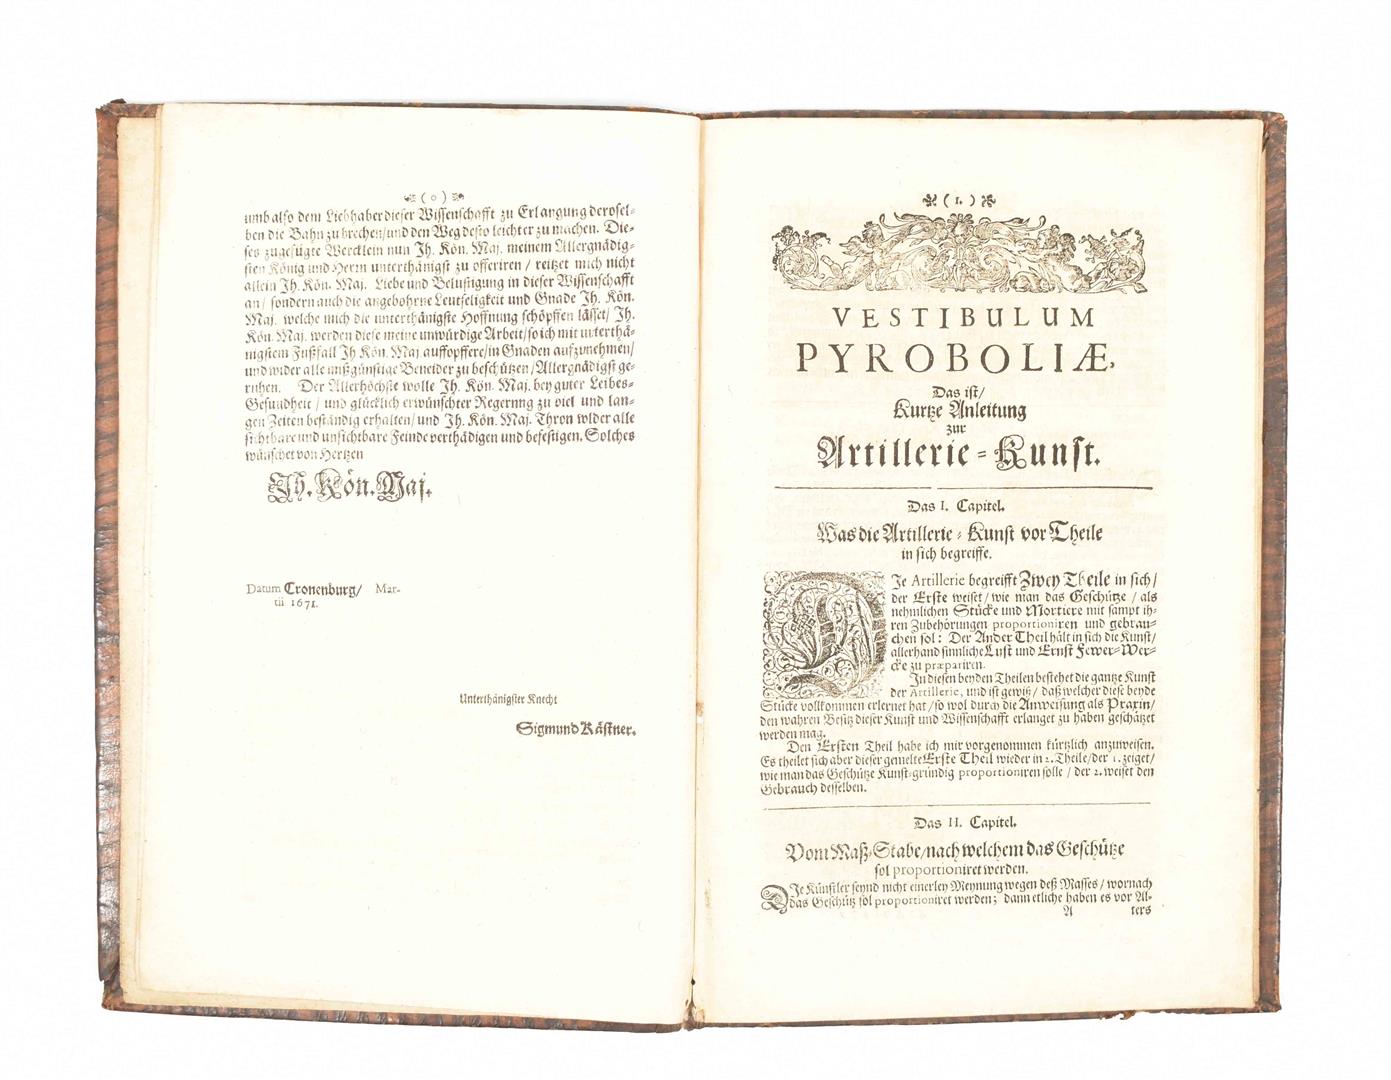 ( o )
umb also dem Liebhaber dieser Wissenschafft zu Erlangung derosel-
ben die Bahn zu brechen/und den Weg desto leichter zu machen. Die-
ses zugefügte Wercklein nun Ih. Kön. Maj. meinem Allergnädig-
sten König und Herrn unterthänigst zu offeriren / reitzet mich nicht
allein Ih. Kön. Maj. Liebe und Belustigung in dieser Wissenschafft
an/ sondern auch die angebohrne Leutseligkeit und Gnade Ih. Kön.
Maj. welche mich die unterthänigste Hoffnung schöpffen lässet/ Ih.
Kön. Maj. werden diese meine unwürdige Arbeit/so ich mit unterthä-
nigstem Fußfall Ih Kön. Maj auffopffere/in Gnaden aufzunehmen/
und wider alle mißgünstige Beneider zu beschützen/Allergnädigst ge-
ruhen. Der Allerhöchste wolle Ih. Kön. Maj. bey guter Leibes-
Gesundheit / und glücklich erwünschter Regerung zu viel und lan-
gen Zeiten beständig erhalten/ und Ih. Kön. Maj. Thron wider alle
sichtbare und unsichtbare Feinde verthädigen und befestigen. Solches
wünschet von Hertzen
Ih. Kön. Maj.
Datum Cronenburg/ Mar-
tii 1671.
Unterthänigster Knecht
Sigmund Kästner.
( 1. )
VESTIBULUM
PYROBOLIÆ,
Das ist/
Kurtze Anleitung
zur
Artillerie-Kunst.
Das I. Capitel.
Was die Artillerie-Kunst vor Theile
in sich begreiffe.
DIe Artillerie begreifft Zwey Theile in sich/
der Erste weiset/ wie man das Geschütze / als
nehmlichen Stücke und Mortiere mit sampt ih-
ren Zubehörungen proportioniren und gebrau-
chen sol: Der Ander Theil hält in sich die Kunst/
allerhand sinnliche Lust und Ernst Fewer-Wer-
cke zu præpariren.
In diesen beyden Theilen bestehet die gantze Kunst
der Artillerie, und ist gewiß/ daß welcher diese beyde
Stücke vollkommen erlernet hat/ so wol durch die Anweisung als Praxin/
den wahren Besitz dieser Kunst und Wissenschafft erlanget zu haben geschätzet
werden mag.
Den Ersten Theil habe ich mir vorgenommen kürtzlich anzuweisen.
Es theilet sich aber dieser gemelte Erste Theil wieder in 2. Theile/der 1. zeiget/
wie man das Geschütze Kunst-gründig proportioniren solle / der 2. weiset den
Gebrauch desselben.
Das II. Capitel.
Vom Maß-Stabe/nach welchem das Geschütze
sol proportioniret werden.
DIe Künstler seynd nicht einerley Meynung wegen deß Masses / wornach
das Geschütz sol proportioniret werden; dann etliche haben es vor Al-
A ters